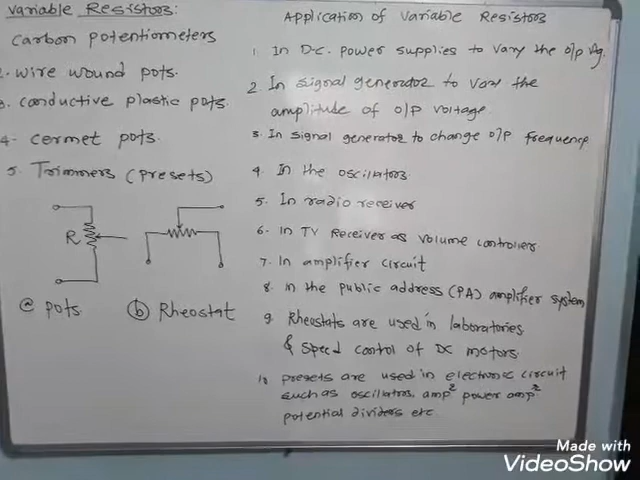 Variable Resistors:
Carbon potentiometers
2. wire wound pots.
3. conductive plastic pots.
4- cermet pots.
5. Trimmers (presets)
R
@ pots
ⓑ Rheostat
Application of Variable Resistors
1. In D.C. power supplies to vary the o/p Vg.
2 In signal generator to vary the
amplitude of o/p voltage.
3. In signal generator to change o/p frequency
4. In the oscillators.
5. In radio receiver
6. In TV Receiver as volume controllers
7. In amplifier circuit
8. in the public address (PA) amplifier system
9. Rheostats are used in laboratories
& speed control of DC motors
10 presets are used in electronic circuit
such as oscillators, amp² power amp²
potential dividers etc
Made with
VideoShow